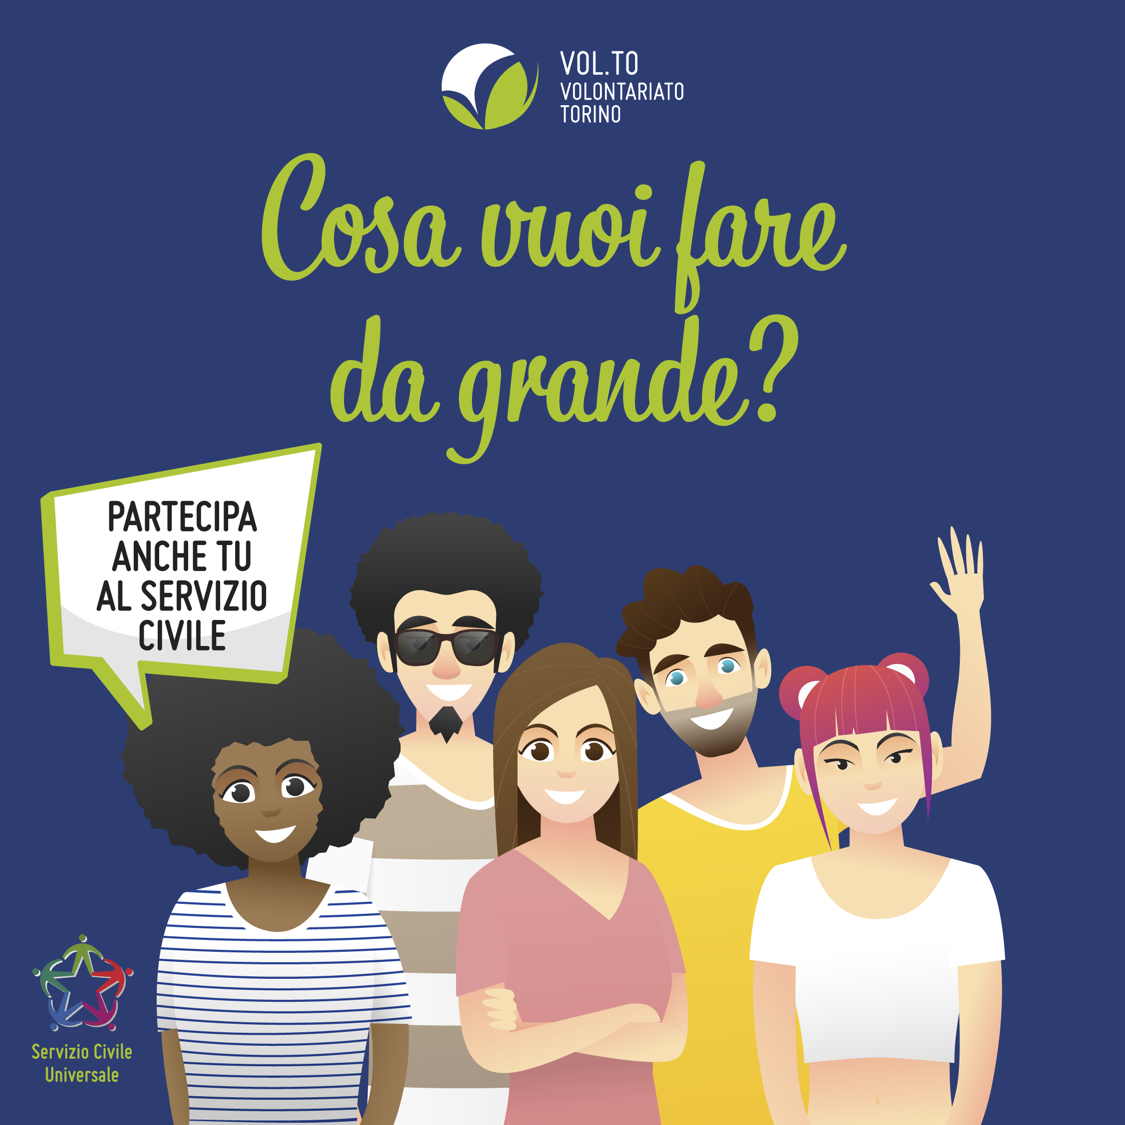 VOL.TO
VOLONTARIATO
TORINO
Cosa vuoi fare
da grande?
PARTECIPA
ANCHE TU
AL SERVIZIO
CIVILE
Servizio Civile
Universale